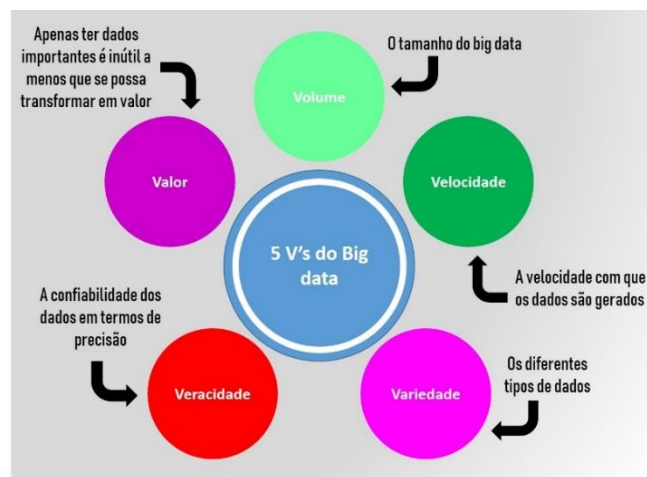 Apenas ter dados
importantes é inútil a
menos que se possa
transformar em valor
O tamanho do big data
Volume
Valor
Velocidade
5 V's do Big
data
A velocidade com que
os dados são gerados
A confiabilidade dos
dados em termos de
precisão
Os diferentes
tipos de dados
Veracidade
Variedade